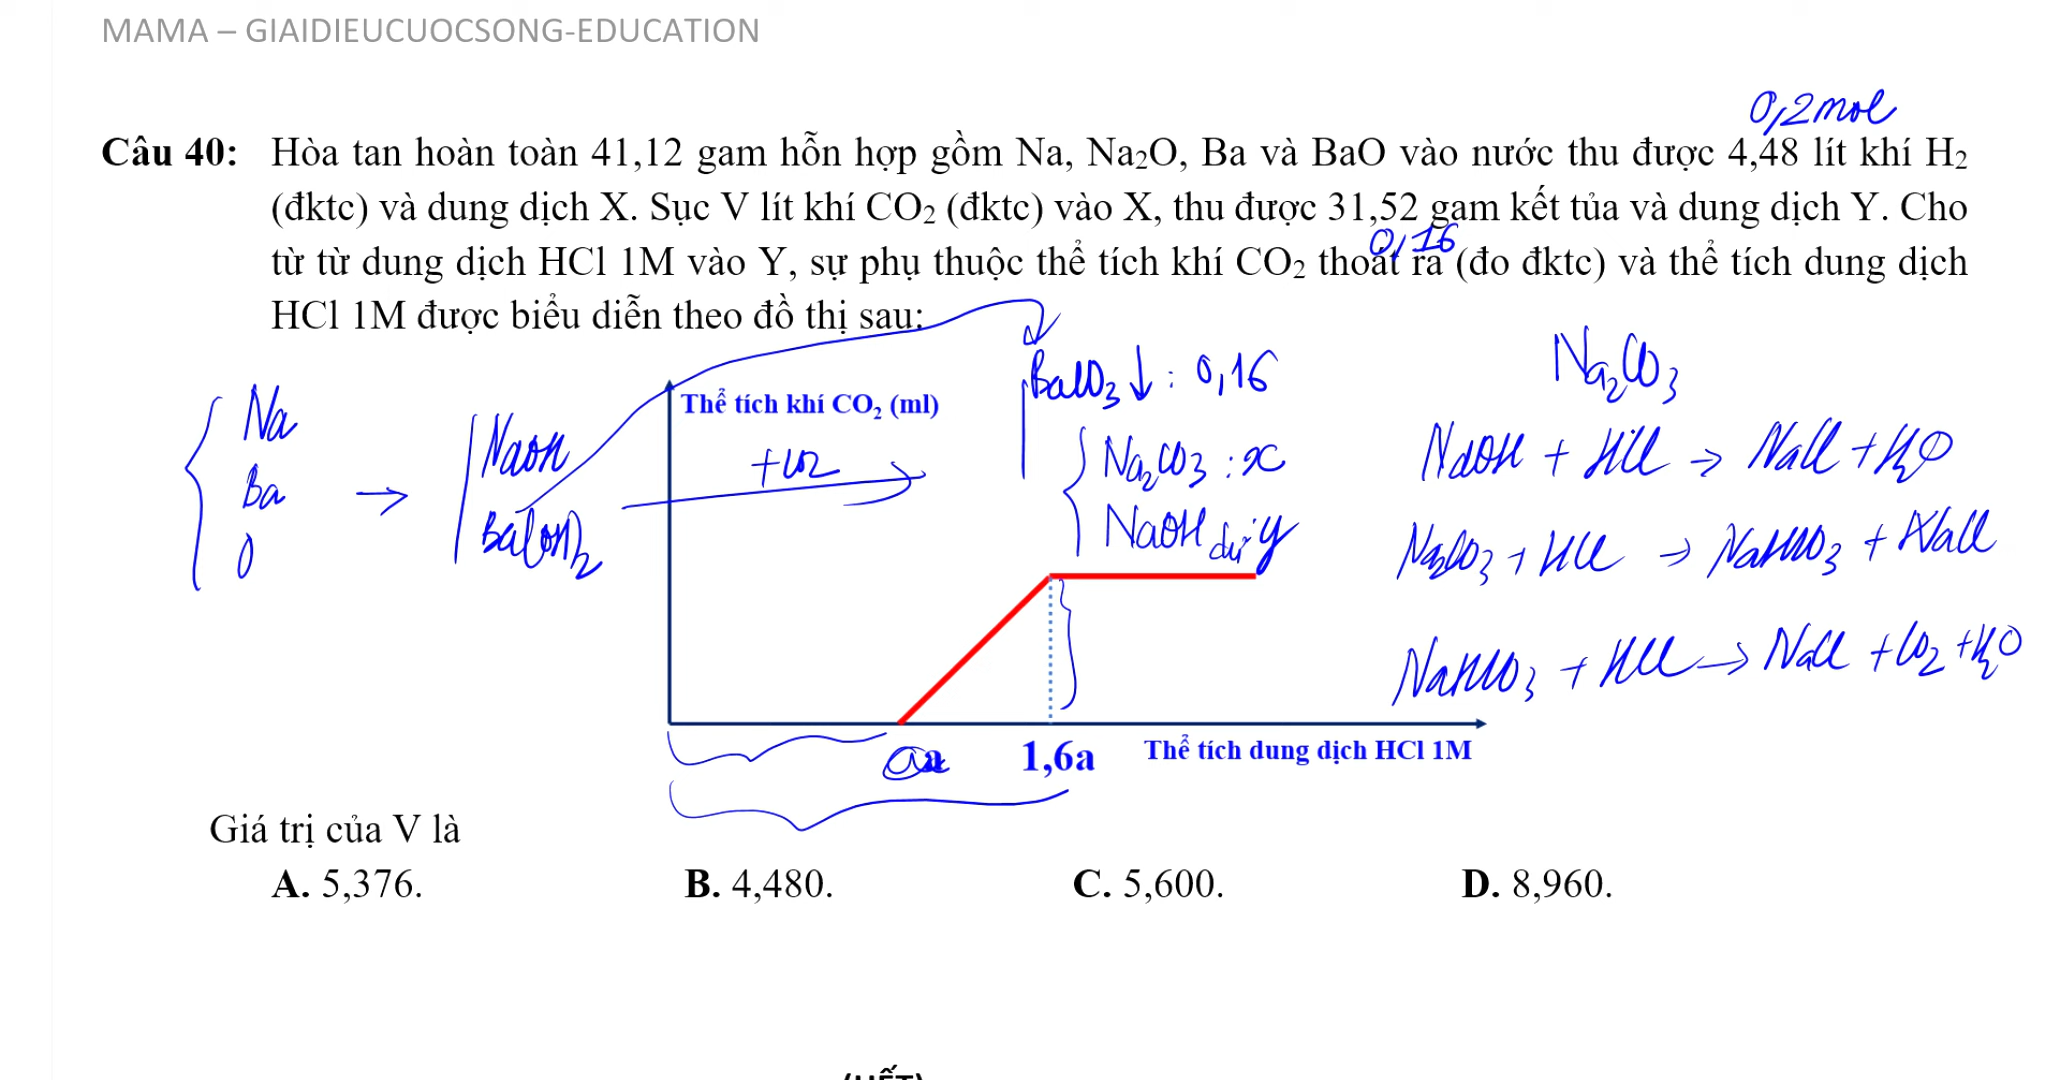 MAMA – GIAIDIEUCUOCSONG-EDUCATION
0,2 mol
Câu 40: Hòa tan hoàn toàn 41,12 gam hỗn hợp gồm Na, Na₂O, Ba và BaO vào nước thu được 4,48 lít khí H₂
(đktc) và dung dịch X. Sục V lít khí CO₂ (đktc) vào X, thu được 31,52 gam kết tủa và dung dịch Y. Cho
0,16
từ từ dung dịch HCl 1M vào Y, sự phụ thuộc thể tích khí CO₂ thoát ra (đo đktc) và thể tích dung dịch
HCl 1M được biểu diễn theo đồ thị sau:
Na
Ba
O
→
NaOH
Ba(OH)₂
Thể tích khí CO₂ (ml)
+CO2
BaCO₃↓ : 0,16
Na₂CO₃ : x
NaOH dư : y
Na₂CO₃
NaOH + HCl → NaCl + H₂O
Na₂CO₃ + HCl → NaHCO₃ + NaCl
NaHCO₃ + HCl → NaCl + CO₂ + H₂O
a
1,6a
Thể tích dung dịch HCl 1M
Giá trị của V là
A. 5,376. B. 4,480. C. 5,600. D. 8,960.
(HẾT)